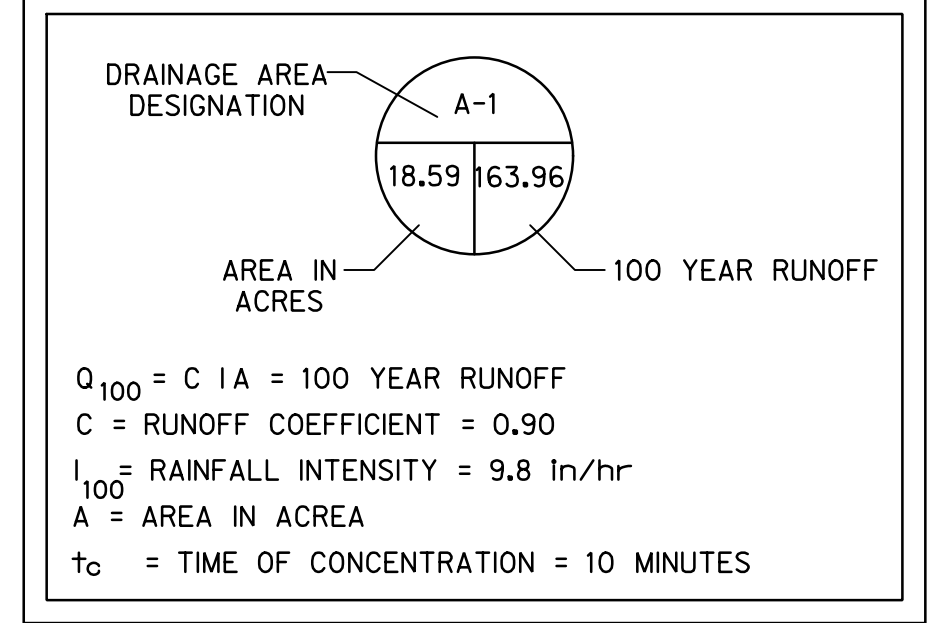 DRAINAGE AREA
DESIGNATION
A-1
18.59 163.96
AREA IN
ACRES
100 YEAR RUNOFF
Q100 = C I A = 100 YEAR RUNOFF
C = RUNOFF COEFFICIENT = 0.90
I100 = RAINFALL INTENSITY = 9.8 in/hr
A = AREA IN ACREA
tc = TIME OF CONCENTRATION = 10 MINUTES